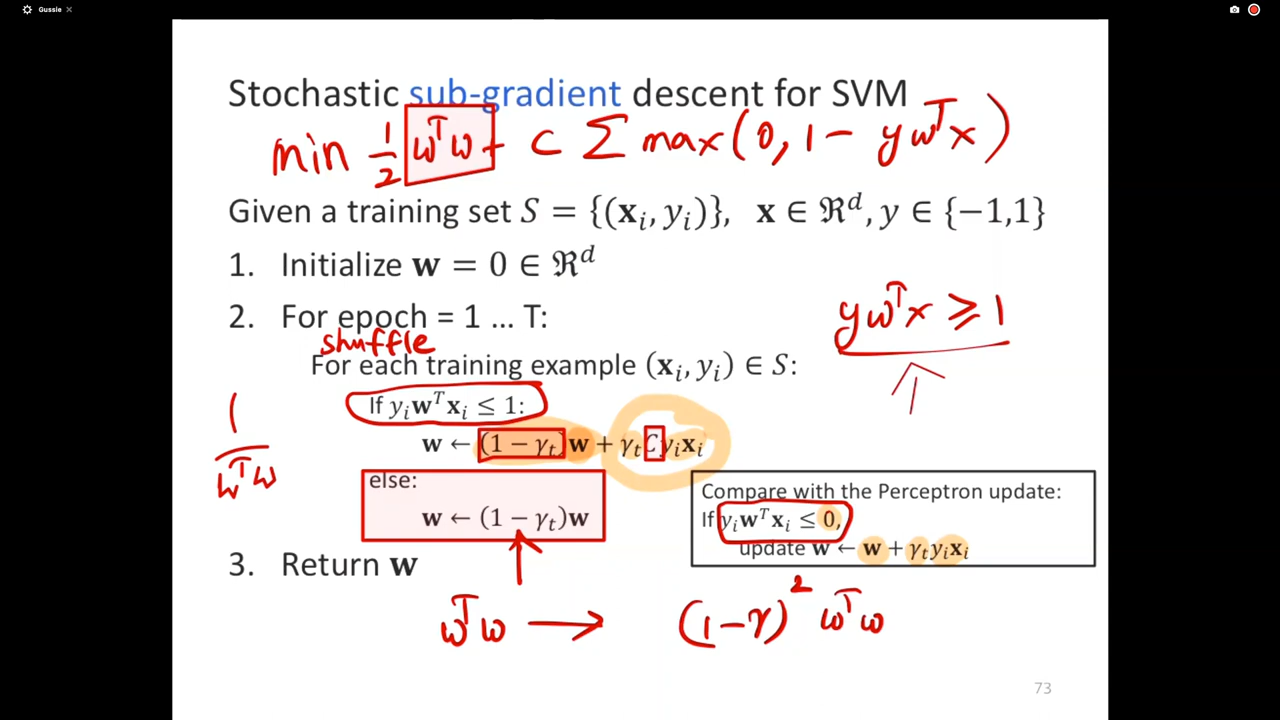 Gussie
Stochastic sub-gradient descent for SVM
min 1/2 wᵀw + C Σ max(0, 1 − ywᵀx)
Given a training set S = {(xᵢ, yᵢ)}, x ∈ ℜᵈ, y ∈ {−1,1}
1. Initialize w = 0 ∈ ℜᵈ
2. For epoch = 1 … T:
ywᵀx ⩾ 1
shuffle
For each training example (xᵢ, yᵢ) ∈ S:
If yᵢwᵀxᵢ ≤ 1:
w ← (1 − γₜ)w + γₜCyᵢxᵢ
1/wᵀw
else:
w ← (1 − γₜ)w
Compare with the Perceptron update:
If yᵢwᵀxᵢ ≤ 0,
update w ← w + γₜyᵢxᵢ
3. Return w
wᵀw → (1−γ)² wᵀw
73